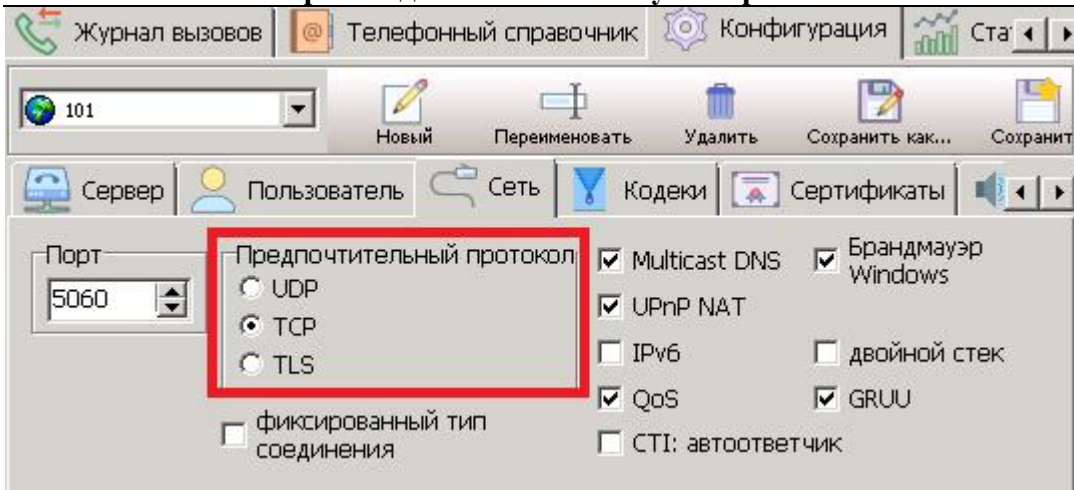 Журнал вызовов Телефонный справочник Конфигурация Ста
101 Новый Переименовать Удалить Сохранить как... Сохранит
Сервер Пользователь Сеть Кодеки Сертификаты
Порт Предпочтительный протокол Multicast DNS Брандмауэр Windows
5060 UDP UPnP NAT
TCP IPv6 двойной стек
TLS QoS GRUU
фиксированный тип соединения CTI: автоответчик